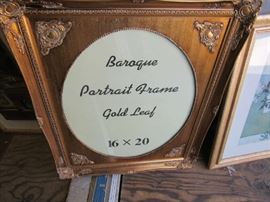 Baroque
Portrait Frame
Gold Leaf
16 x 20